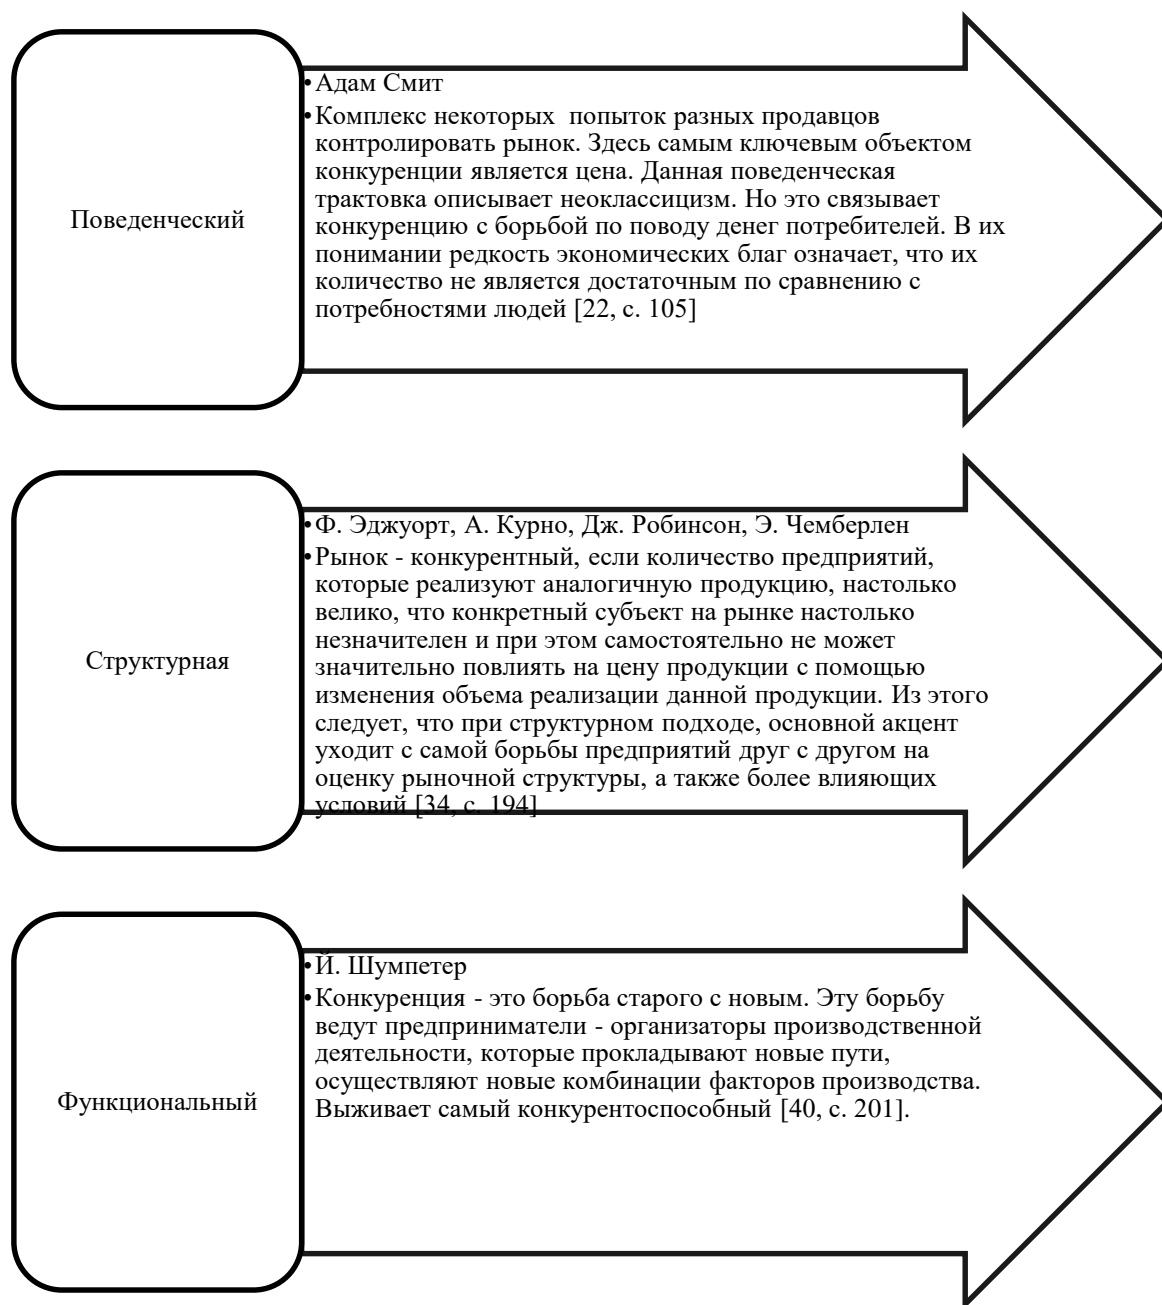 Поведенческий
•Адам Смит
•Комплекс некоторых  попыток разных продавцов
контролировать рынок. Здесь самым ключевым объектом
конкуренции является цена. Данная поведенческая
трактовка описывает неоклассицизм. Но это связывает
конкуренцию с борьбой по поводу денег потребителей. В их
понимании редкость экономических благ означает, что их
количество не является достаточным по сравнению с
потребностями людей [22, с. 105]
Структурная
•Ф. Эджуорт, А. Курно, Дж. Робинсон, Э. Чемберлен
•Рынок - конкурентный, если количество предприятий,
которые реализуют аналогичную продукцию, настолько
велико, что конкретный субъект на рынке настолько
незначителен и при этом самостоятельно не может
значительно повлиять на цену продукции с помощью
изменения объема реализации данной продукции. Из этого
следует, что при структурном подходе, основной акцент
уходит с самой борьбы предприятий друг с другом на
оценку рыночной структуры, а также более влияющих
условий [34, с. 194]
Функциональный
•Й. Шумпетер
•Конкуренция - это борьба старого с новым. Эту борьбу
ведут предприниматели - организаторы производственной
деятельности, которые прокладывают новые пути,
осуществляют новые комбинации факторов производства.
Выживает самый конкурентоспособный [40, с. 201].